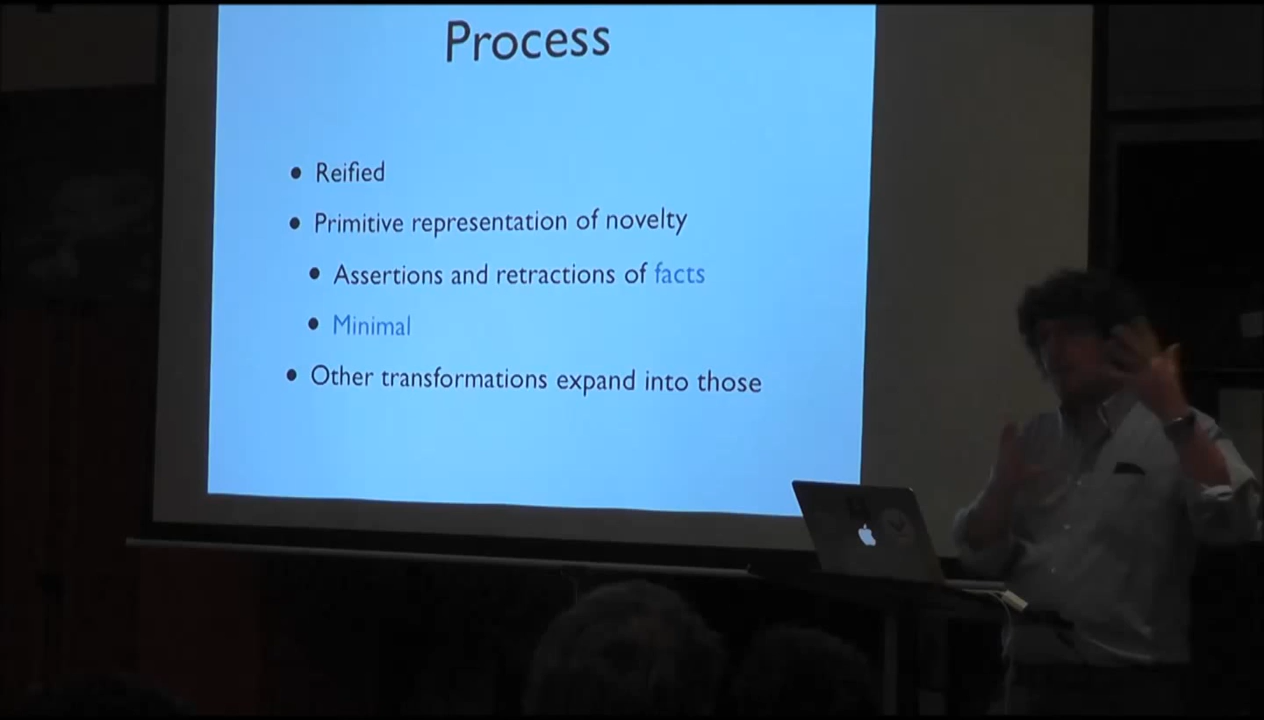 Process
• Reified
• Primitive representation of novelty
• Assertions and retractions of facts
• Minimal
• Other transformations expand into those